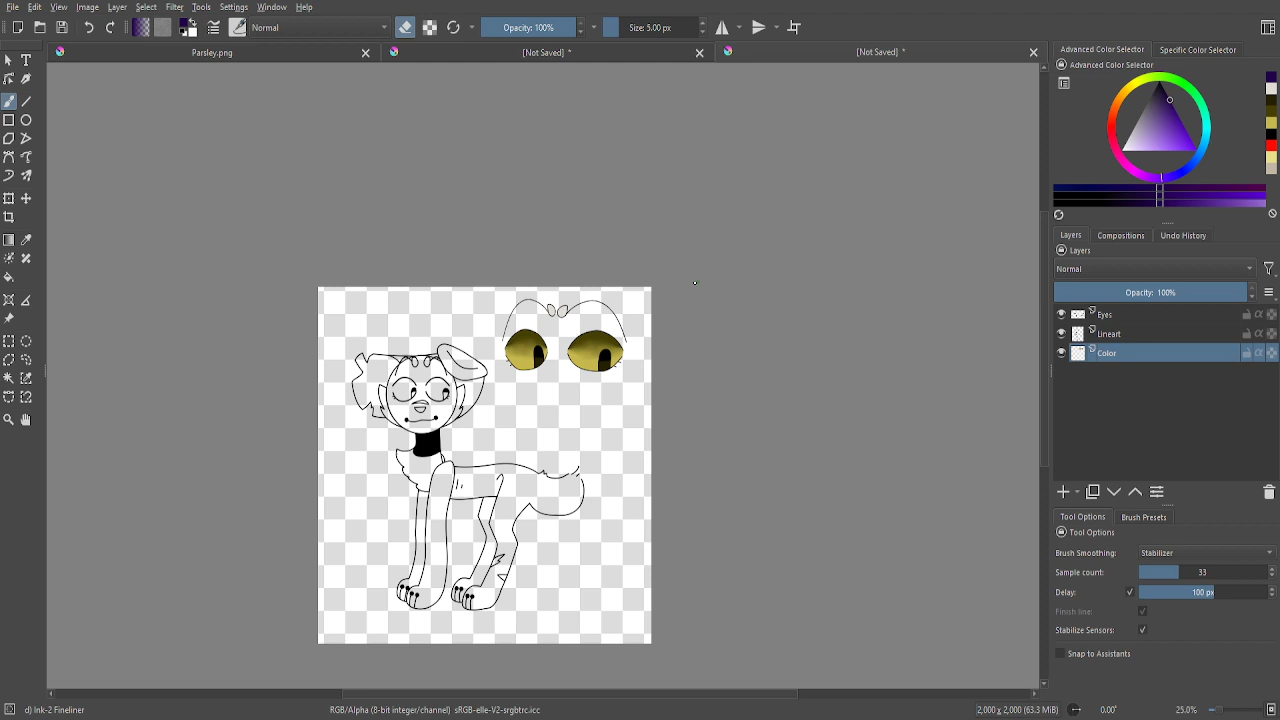 File Edit View Image Layer Select Filter Tools Settings Window Help
Normal Opacity: 100% Size: 5.00 px
Parsley.png [Not Saved] * [Not Saved] *
Advanced Color Selector Specific Color Selector
Advanced Color Selector
Layers Compositions Undo History
Layers
Normal
Opacity: 100%
Eyes
Lineart
Color
Tool Options Brush Presets
Tool Options
Brush Smoothing: Stabilizer
Sample count: 33
Delay: 100 px
Finish line:
Stabilize Sensors:
Snap to Assistants
d) Ink-2 Fineliner RGB/Alpha (8-bit integer/channel) sRGB-elle-V2-srgbtrc.icc 2,000 x 2,000 (63.3 MiB) 0.00° 25.0%